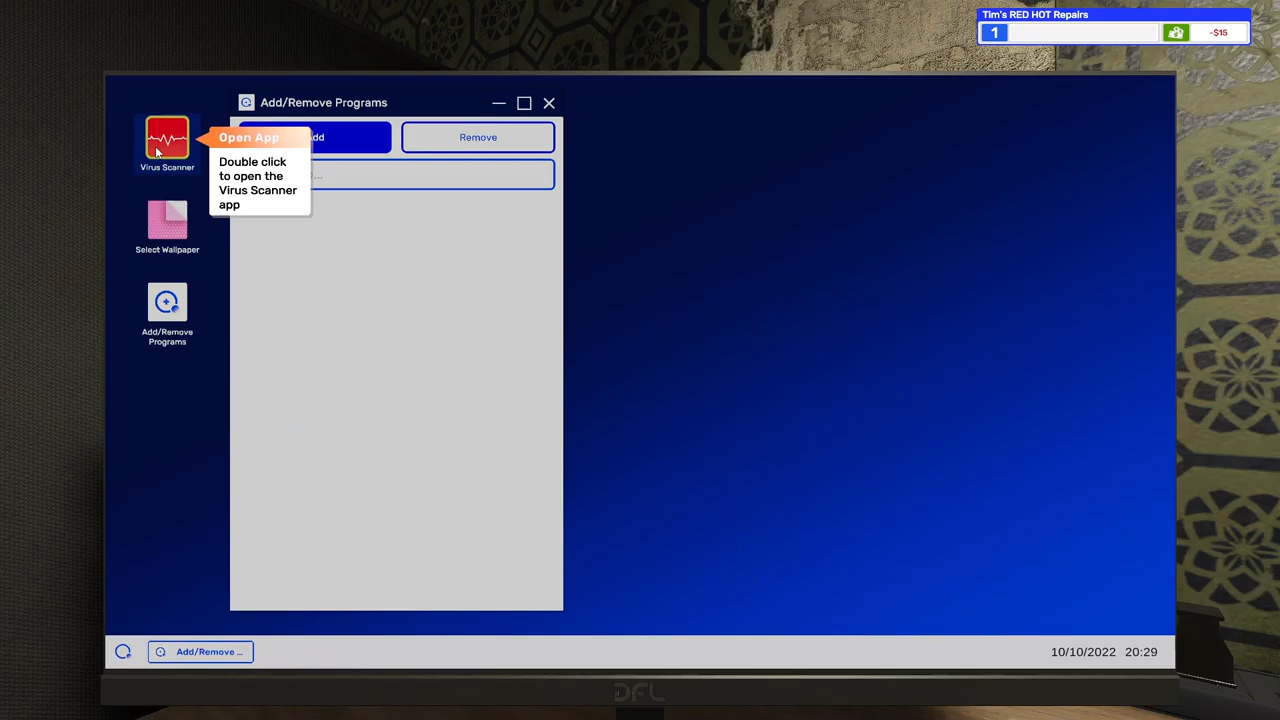 Tim's RED HOT Repairs
1
-$15
Add/Remove Programs
Open App
dd
Remove
Double click
to open the
Virus Scanner
app
...
Virus Scanner
Select Wallpaper
Add/Remove
Programs
Add/Remove ...
10/10/2022 20:29
DFL